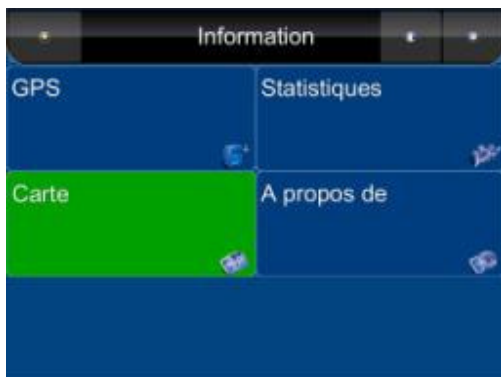 Information
GPS
Statistiques
Carte
A propos de